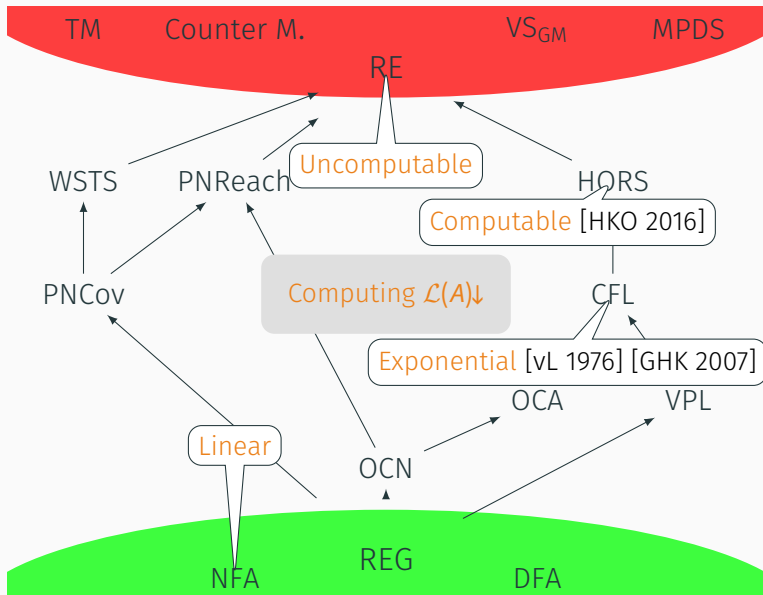 TM Counter M. VS_GM MPDS
RE
Uncomputable
WSTS PNReach HORS
Computable [HKO 2016]
PNCov Computing ℒ(A)↓ CFL
Exponential [vL 1976] [GHK 2007]
OCA VPL
Linear
OCN
REG
NFA DFA